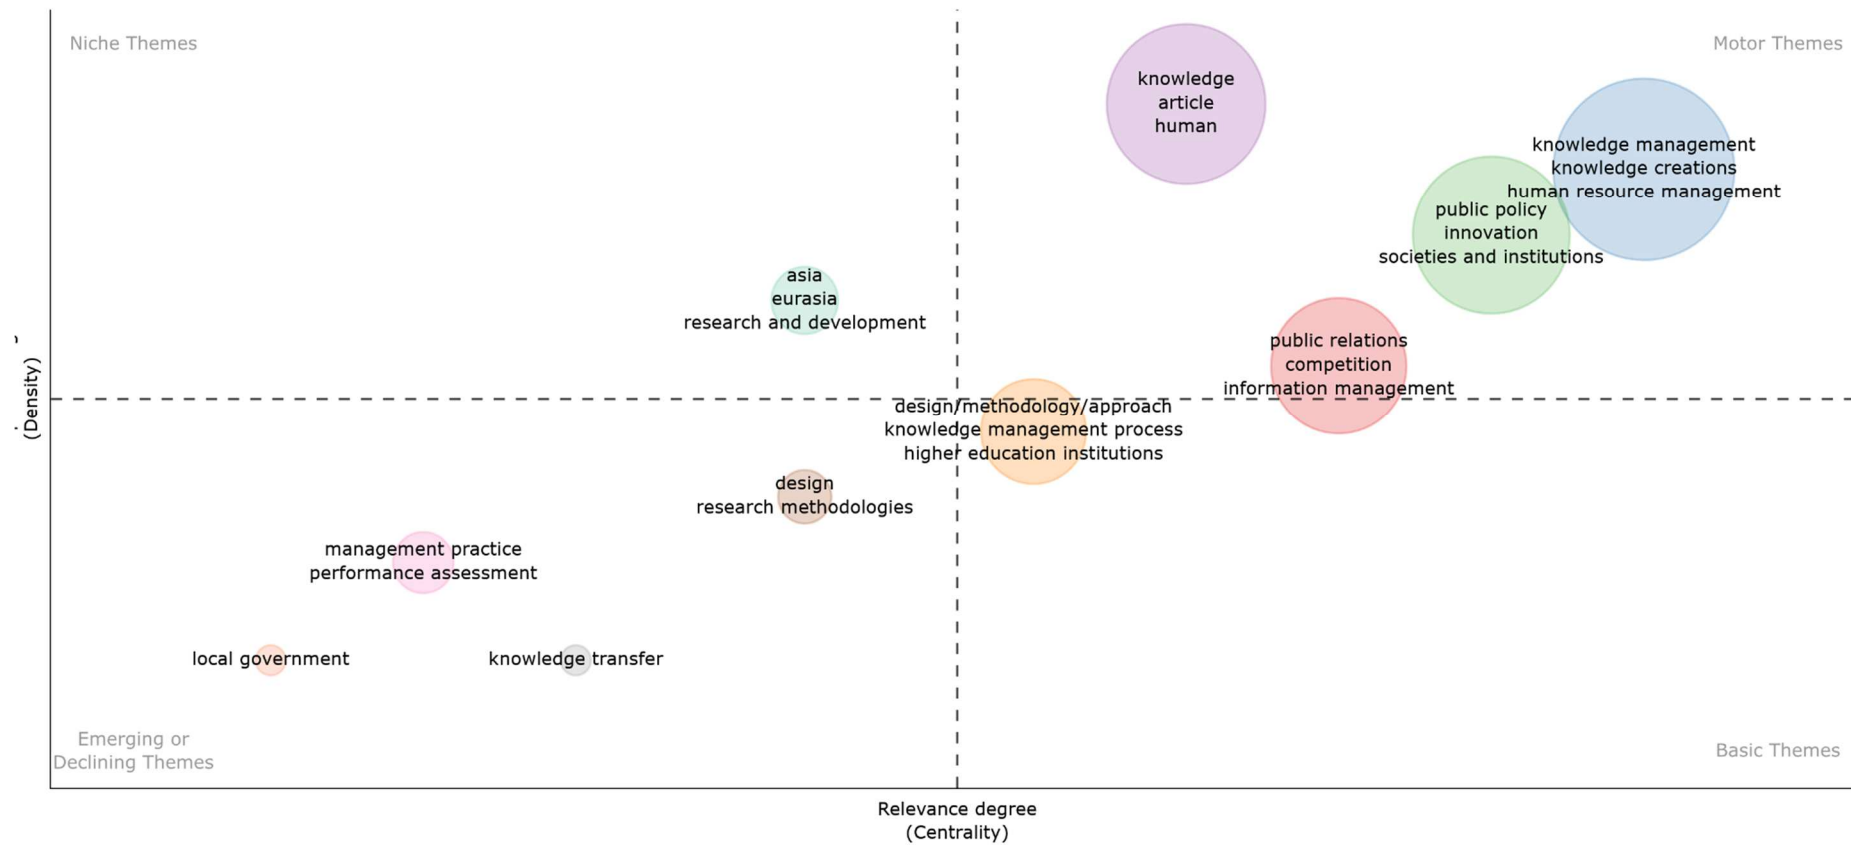 Niche Themes
Motor Themes
knowledge
article
human
knowledge management
knowledge creations
human resource management
public policy
innovation
societies and institutions
asia
eurasia
research and development
public relations
competition
information management
(Density)
design/methodology/approach
knowledge management process
higher education institutions
design
research methodologies
management practice
performance assessment
local government
knowledge transfer
Emerging or
Declining Themes
Basic Themes
Relevance degree
(Centrality)